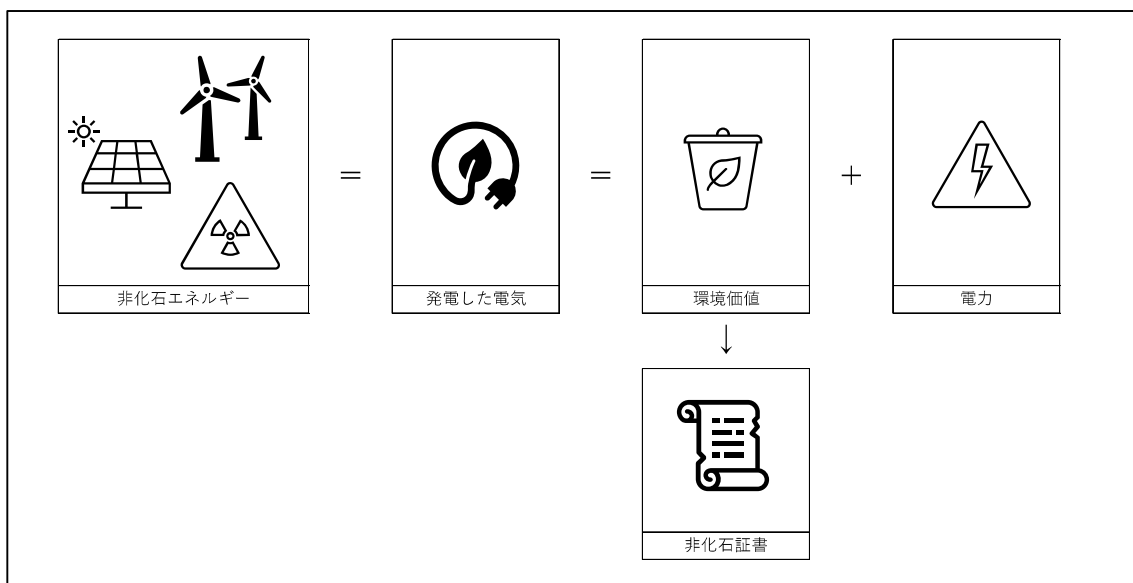 非化石エネルギー
=
発電した電気
=
環境価値
+
電力
↓
非化石証書